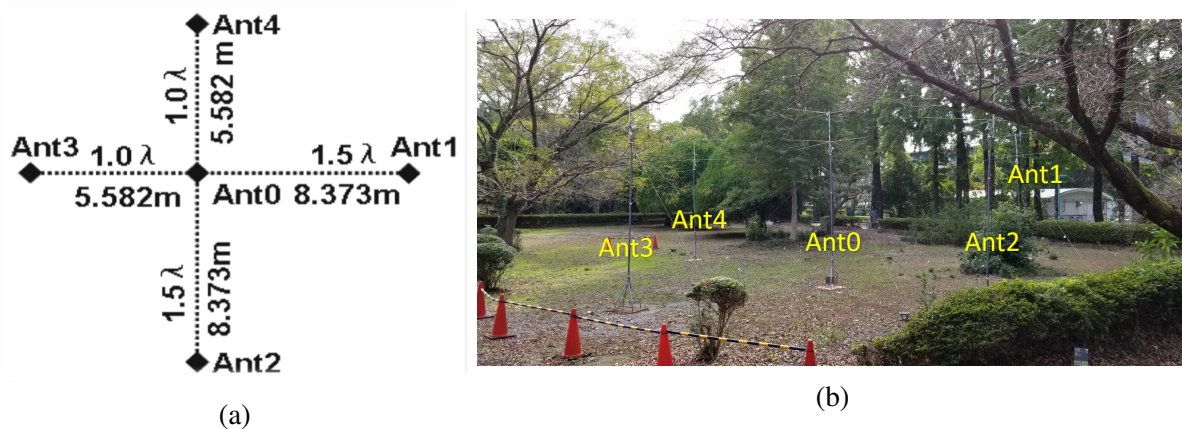 Ant4
1.0 λ
5.582 m
Ant3
1.0 λ
1.5 λ
Ant1
5.582m
Ant0
8.373m
1.5 λ
8.373m
Ant2
(a)
Ant1
Ant4
Ant3
Ant0
Ant2
(b)